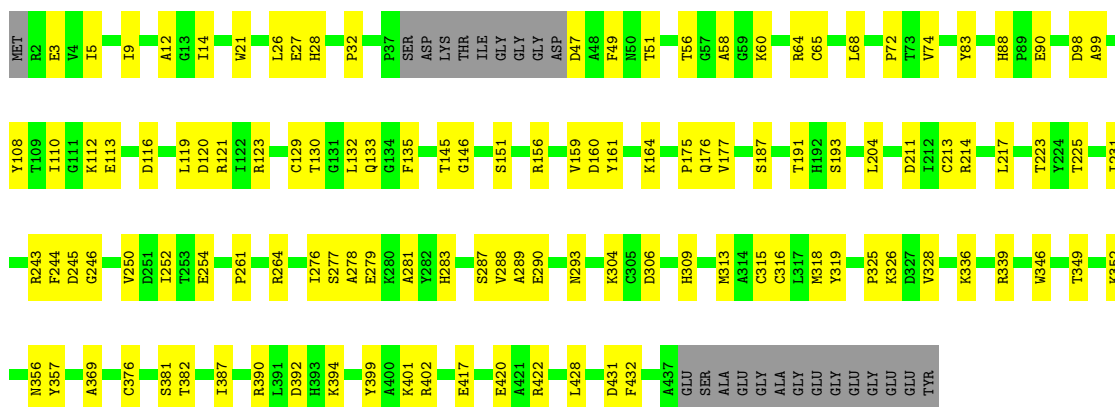 MET R2 E3 V4 I5 I9 A12 G13 I14 W21 L26 E27 H28 P32 P37 SER ASP LYS THR ILE GLY GLY GLY ASP D47 A48 F49 N50 T51 T56 G57 A58 G59 K60 R64 C65 L68 P72 T73 V74 Y83 H88 P89 E90 D98 A99
Y108 T109 I110 G111 K112 E113 D116 L119 D120 R121 I122 R123 C129 T130 G131 L132 Q133 G134 F135 T145 G146 S151 R156 V159 D160 Y161 K164 P175 Q176 V177 S187 T191 H192 S193 L204 D211 I212 C213 R214 L217 T223 Y224 T225
R243 F244 D245 G246 V250 D251 I252 T253 E254 P261 R264 I276 S277 A278 E279 K280 A281 Y282 H283 S287 V288 A289 E290 N293 K304 C305 D306 H309 M313 A314 C315 C316 L317 M318 Y319 P325 K326 D327 V328 K336 R339 W346 T349
N356 Y357 A369 C376 S381 T382 I387 R390 L391 D392 H393 K394 Y399 A400 K401 R402 E417 E420 A421 R422 L428 D431 F432 A437 GLU SER ALA GLU GLY ALA GLY GLU GLY GLU GLY GLU GLU TYR